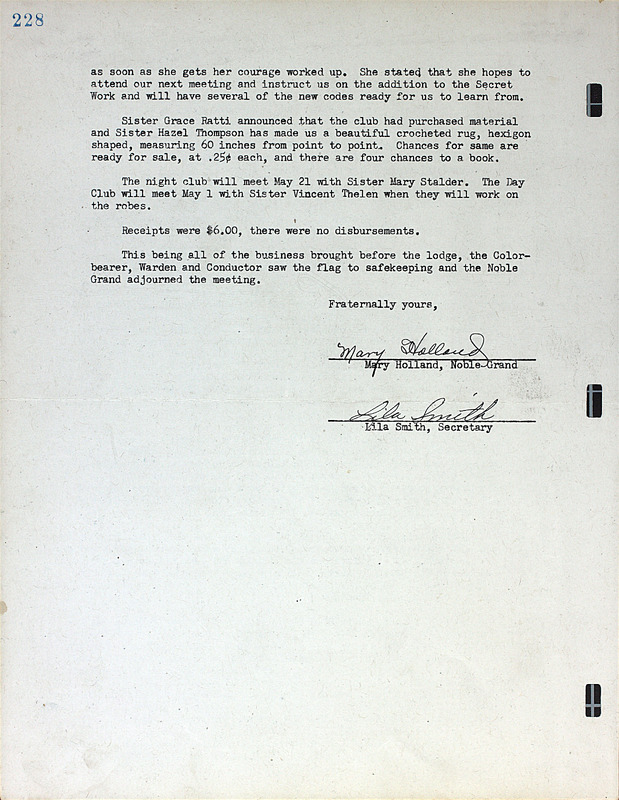 228
as soon as she gets her courage worked up. She stated that she hopes to
attend our next meeting and instruct us on the addition to the Secret
Work and will have several of the new codes ready for us to learn from.
Sister Grace Ratti announced that the club had purchased material
and Sister Hazel Thompson has made us a beautiful crocheted rug, hexigon
shaped, measuring 60 inches from point to point. Chances for same are
ready for sale, at .25¢ each, and there are four chances to a book.
The night club will meet May 21 with Sister Mary Stalder. The Day
Club will meet May 1 with Sister Vincent Thelen when they will work on
the robes.
Receipts were $6.00, there were no disbursements.
This being all of the business brought before the lodge, the Color-
bearer, Warden and Conductor saw the flag to safekeeping and the Noble
Grand adjourned the meeting.
Fraternally yours,
Mary Holland
Mary Holland, Noble Grand
Lila Smith
Lila Smith, Secretary